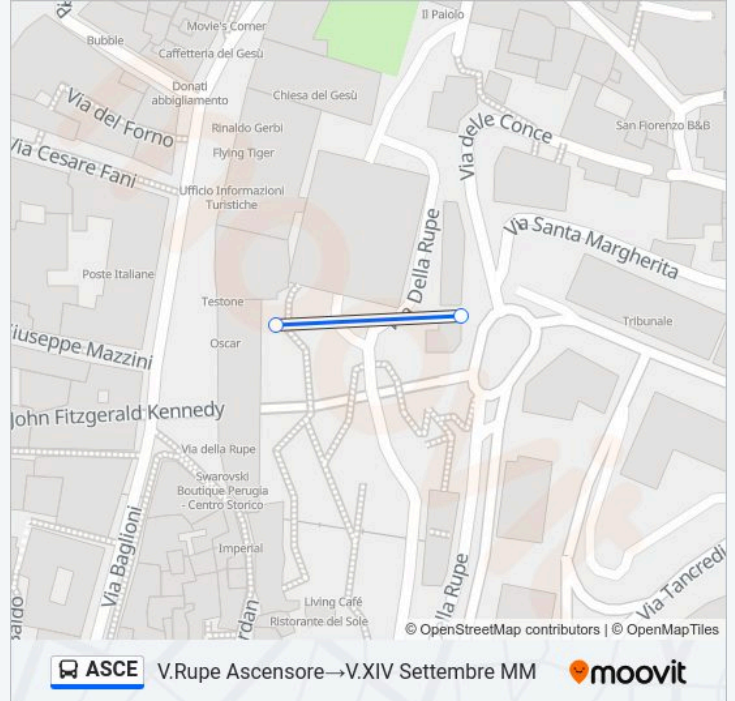 Il Paiolo
Movie's Corner
Bubble
Caffetteria del Gesù
Donati
abbigliamento
Chiesa del Gesù
Via del Forno
Rinaldo Gerbi
San Fiorenzo B&B
Via delle Conce
Flying Tiger
Via Cesare Fani
Ufficio Informazioni
Turistiche
Via Santa Margherita
Della Rupe
Poste Italiane
Testone
Tribunale
Oscar
iuseppe Mazzini
John Fitzgerald Kennedy
Via della Rupe
Swarovski
Boutique Perugia
- Centro Storico
Via Baglioni
Imperial
lla Rupe
Via Tancredi
Living Café
Ristorante del Sole
rdan
aldo
© OpenStreetMap contributors | © OpenMapTiles
ASCE V.Rupe Ascensore→V.XIV Settembre MM moovit